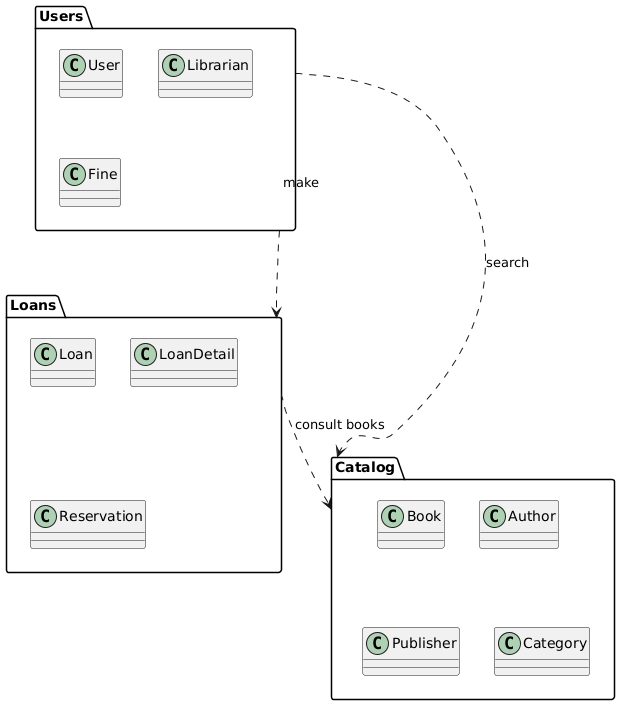 Users
C User
C Librarian
C Fine
make
search
Loans
C Loan
C LoanDetail
consult books
Catalog
C Reservation
C Book
C Author
C Publisher
C Category